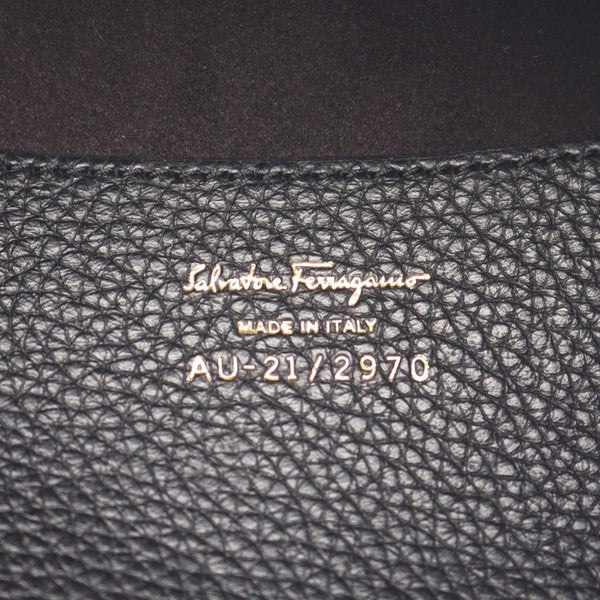 Salvatore Ferragamo
MADE IN ITALY
AU-21/2970